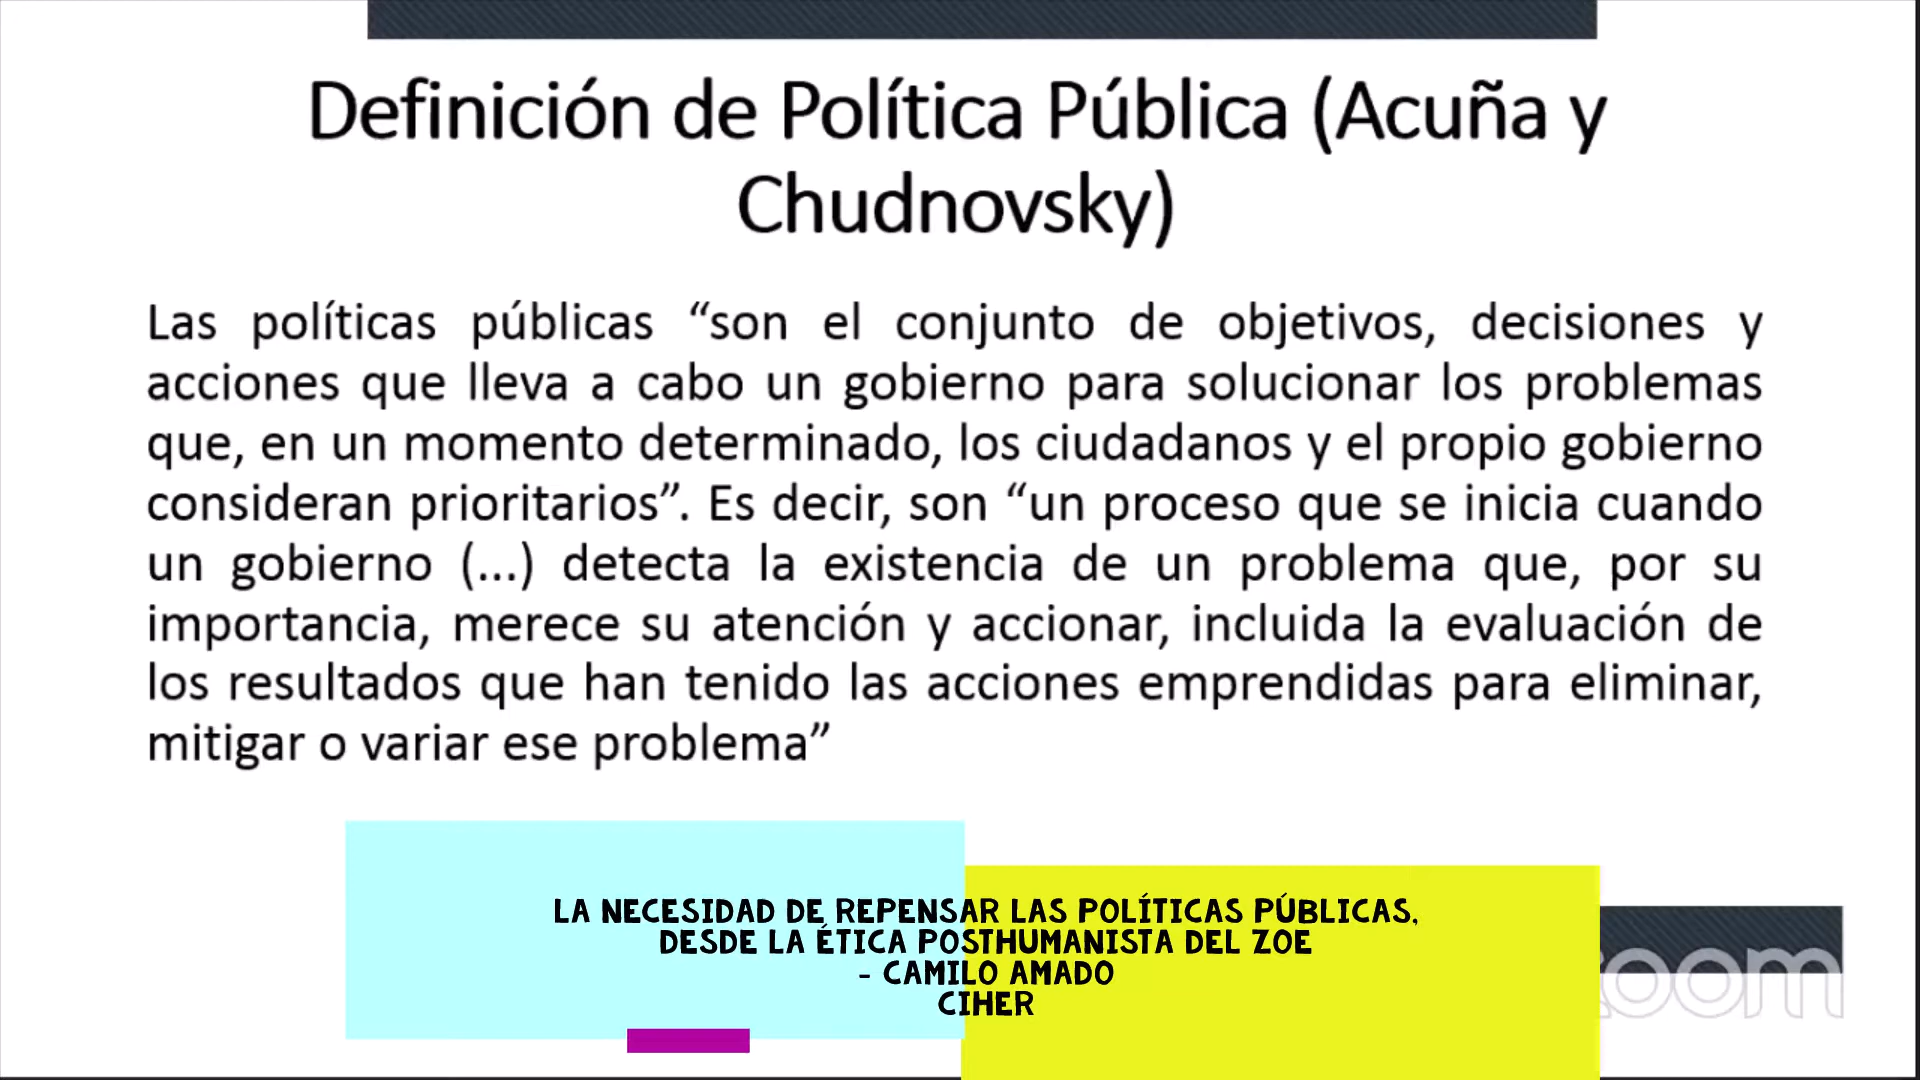 Definición de Política Pública (Acuña y
Chudnovsky)
Las políticas públicas “son el conjunto de objetivos, decisiones y
acciones que lleva a cabo un gobierno para solucionar los problemas
que, en un momento determinado, los ciudadanos y el propio gobierno
consideran prioritarios”. Es decir, son “un proceso que se inicia cuando
un gobierno (...) detecta la existencia de un problema que, por su
importancia, merece su atención y accionar, incluida la evaluación de
los resultados que han tenido las acciones emprendidas para eliminar,
mitigar o variar ese problema”
LA NECESIDAD DE REPENSAR LAS POLÍTICAS PÚBLICAS,
DESDE LA ÉTICA POSTHUMANISTA DEL ZOE
- CAMILO AMADO
CIHER
zoom